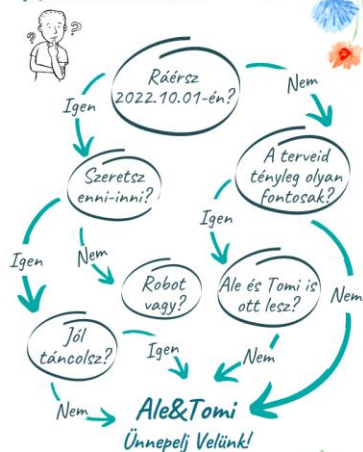 Ráérsz
2022.10.01-én?
Igen
Nem
Szeretsz
enni-inni?
A terveid
tényleg olyan
fontosak?
Igen
Nem
Igen
Nem
Robot
vagy?
Ale és Tomi is
ott lesz?
Jól
táncolsz?
Igen
Nem
Nem
Ale&Tomi
Ünnepelj Velünk!